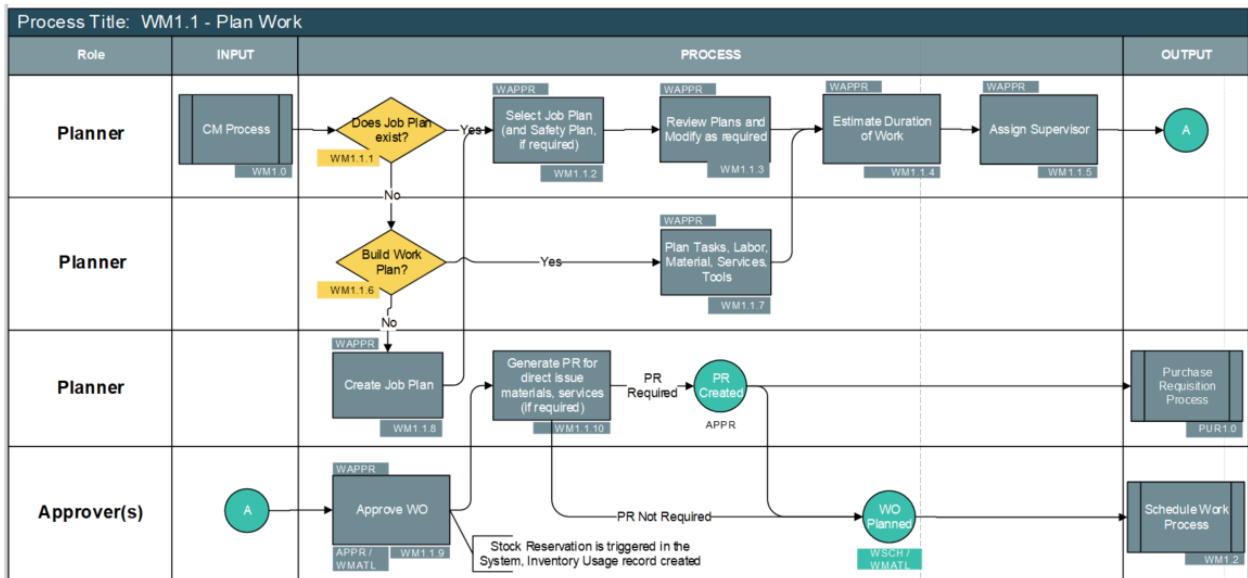 Process Title: WM1.1 - Plan Work
Role
INPUT
PROCESS
OUTPUT
Planner
CM Process
WM1.0
Does Job Plan
exist?
WM1.1.1
Yes
No
WAPPR
Select Job Plan
(and Safety Plan,
if required)
WM1.1.2
WAPPR
Review Plans and
Modify as required
WM1.1.3
WAPPR
Estimate Duration
of Work
WM1.1.4
WAPPR
Assign Supervisor
WM1.1.5
A
Planner
Build Work
Plan?
WM1.1.6
Yes
No
WAPPR
Plan Tasks, Labor,
Material, Services,
Tools
WM1.1.7
Planner
WAPPR
Create Job Plan
WM1.1.8
Generate PR for
direct issue
materials, services
(if required)
WM1.1.10
PR
Required
PR
Created
APPR
Purchase
Requisition
Process
PUR1.0
Approver(s)
A
WAPPR
Approve WO
APPR /
WMATL
WM1.1.9
Stock Reservation is triggered in the
System, Inventory Usage record created
PR Not Required
WO
Planned
WSCH /
WMATL
Schedule Work
Process
WM1.2